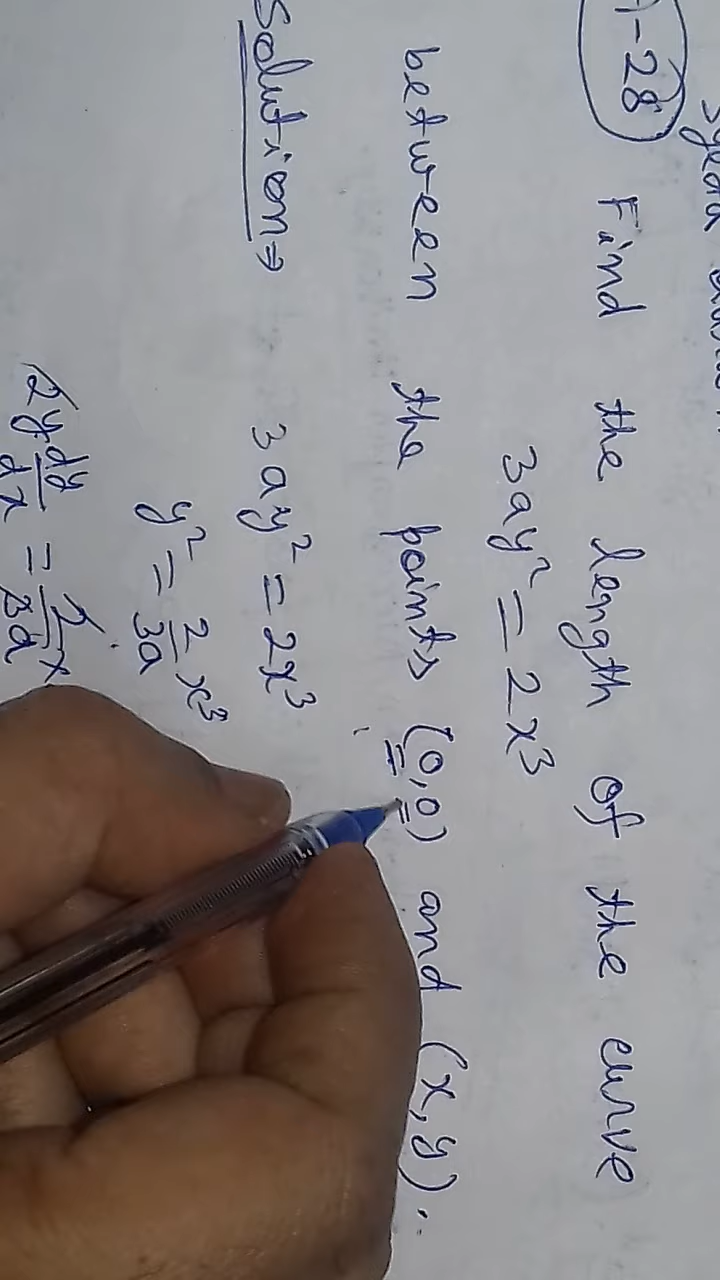 -28 Find the length of the curve
3ay² = 2x³
between the points (0,0) and (x,y).
Solution ⇒ 3ay² = 2x³
y² = 2/3a x³
2y dy/dx = 2/3a x